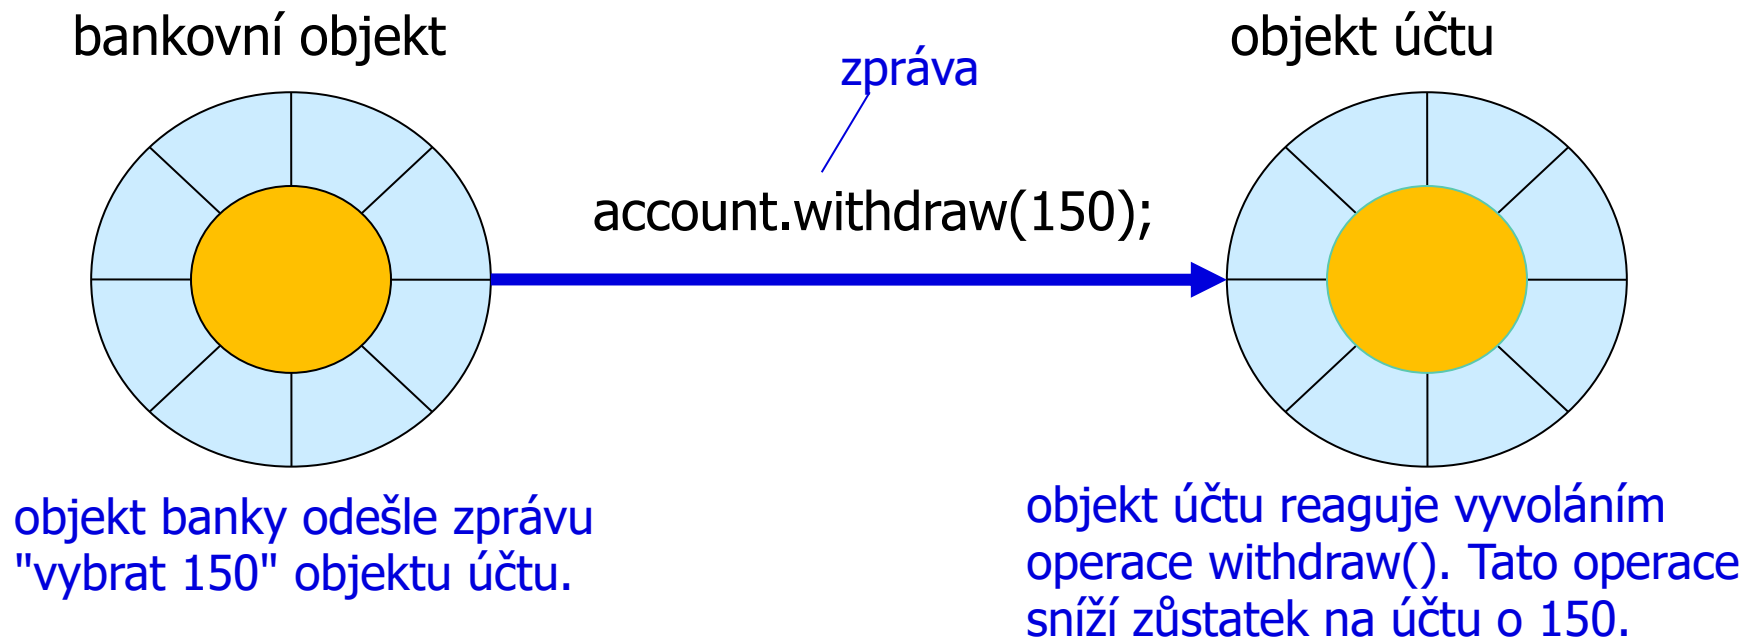 bankovní objekt
zpráva
objekt účtu
account.withdraw(150);
objekt banky odešle zprávu
"vybrat 150" objektu účtu.
objekt účtu reaguje vyvoláním
operace withdraw(). Tato operace
sníží zůstatek na účtu o 150.